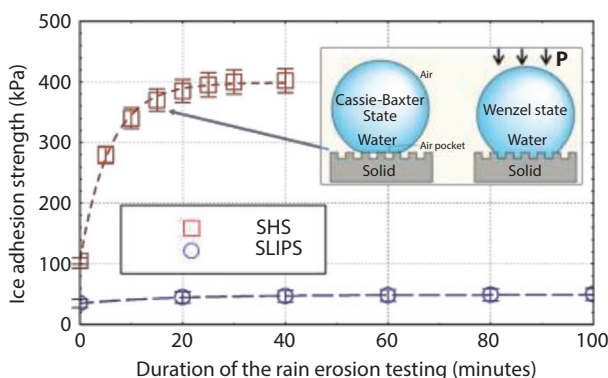 500
400
300
200
100
0
Ice adhesion strength (kPa)
0
20
40
60
80
100
Duration of the rain erosion testing (minutes)
SHS
SLIPS
Cassie-Baxter
State
Water
Air
Air pocket
Solid
P
Wenzel state
Water
Solid